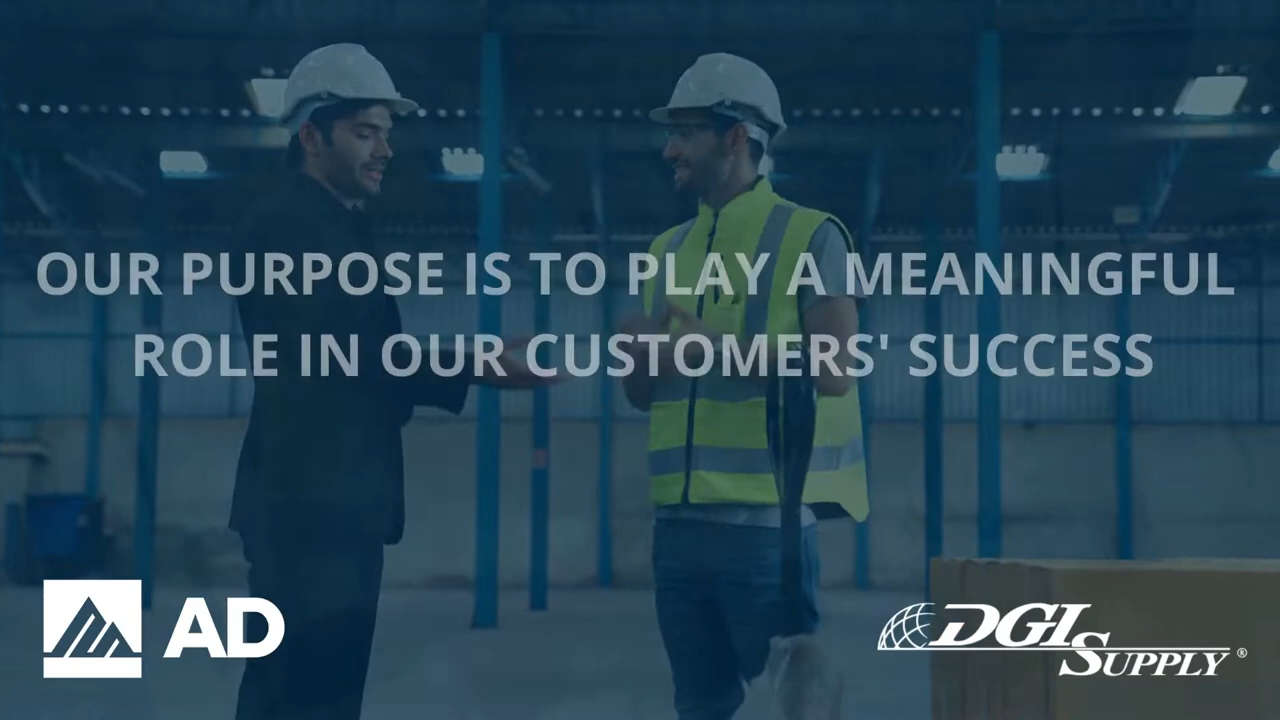 OUR PURPOSE IS TO PLAY A MEANINGFUL
ROLE IN OUR CUSTOMERS' SUCCESS
AD
DGI SUPPLY ®